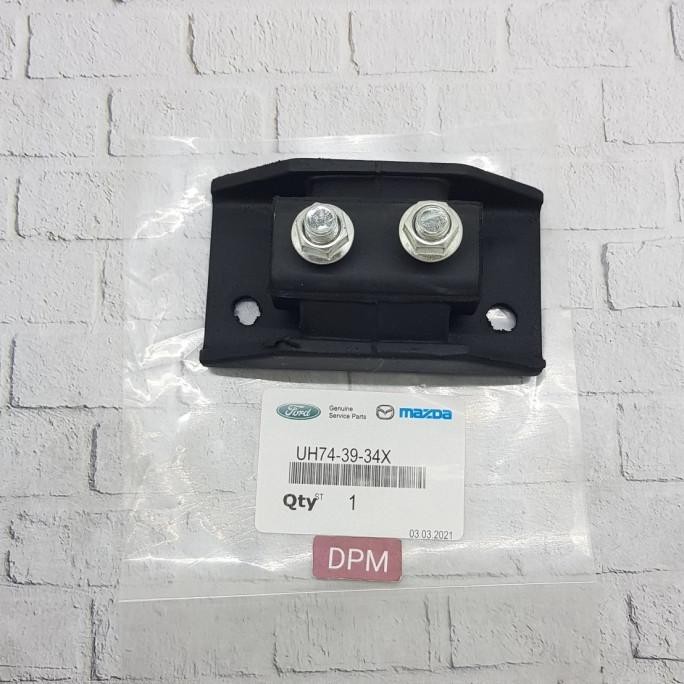 Ford Genuine Service Parts mazda
UH74-39-34X
Qty ST 1
03.03.2021
DPM